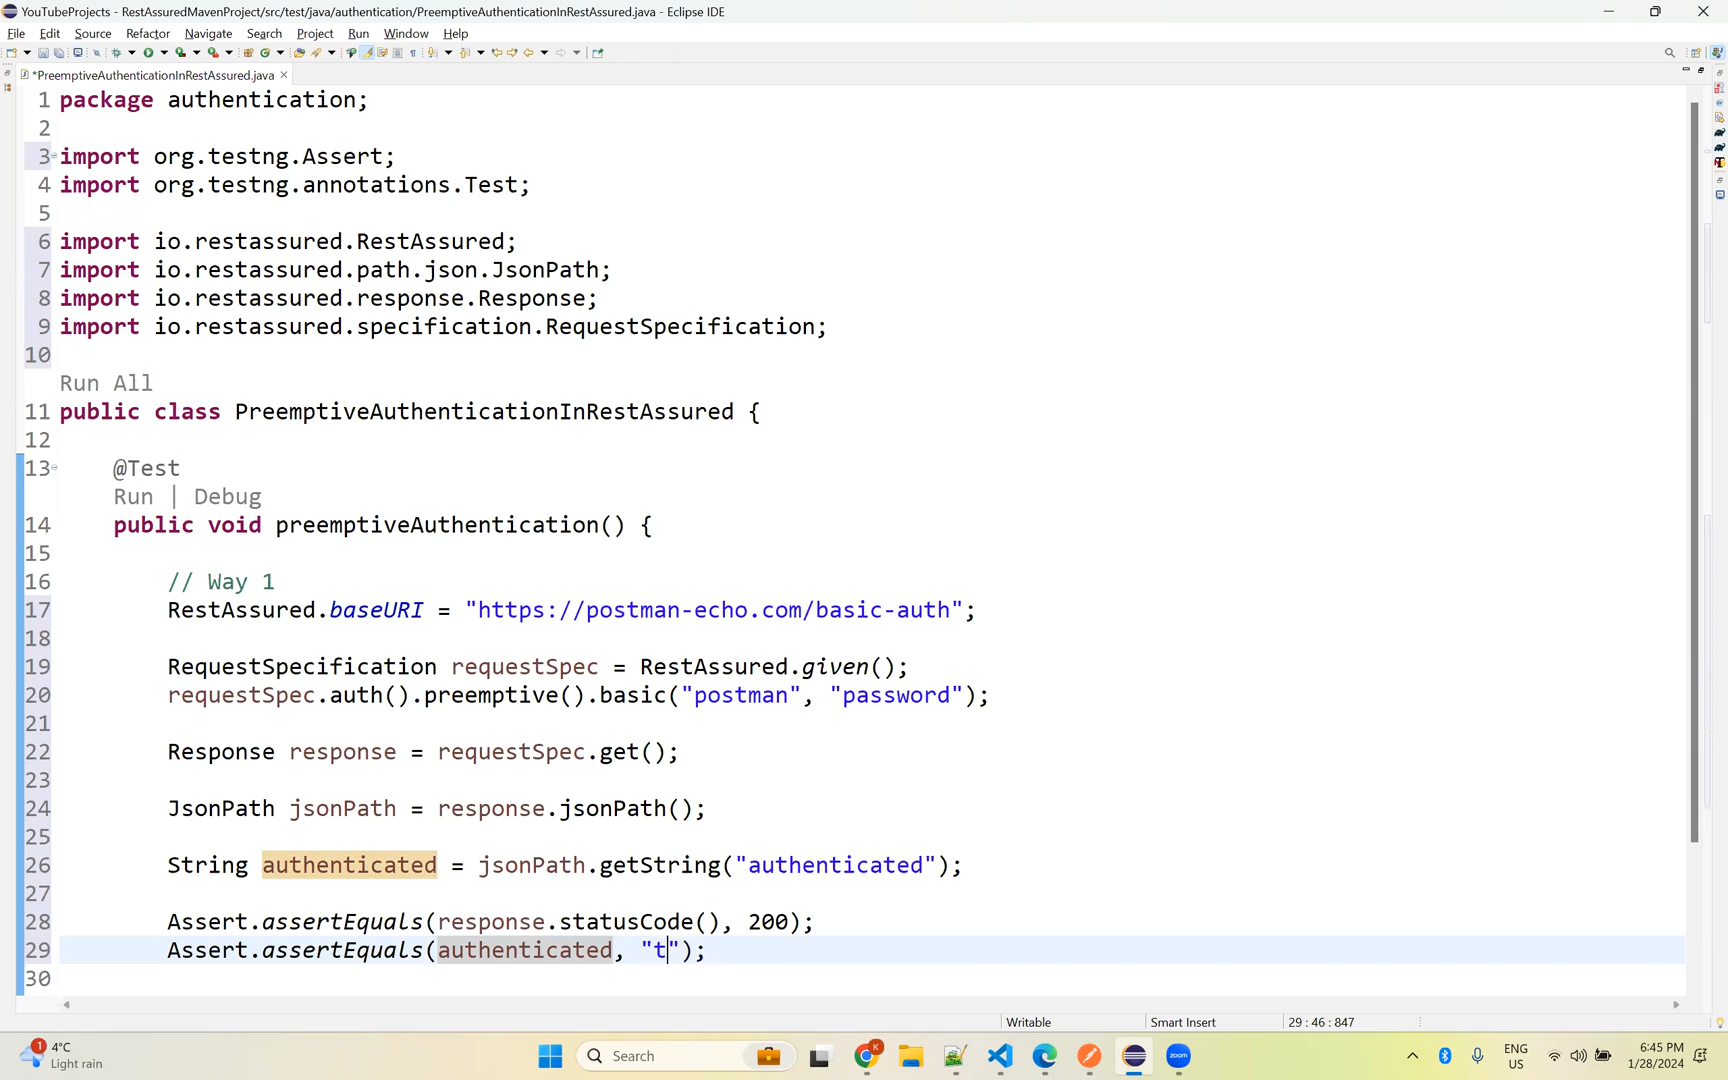 YouTubeProjects - RestAssuredMavenProject/src/test/java/authentication/PreemptiveAuthenticationInRestAssured.java - Eclipse IDE
File Edit Source Refactor Navigate Search Project Run Window Help
*PreemptiveAuthenticationInRestAssured.java
1 package authentication;
2
3 import org.testng.Assert;
4 import org.testng.annotations.Test;
5
6 import io.restassured.RestAssured;
7 import io.restassured.path.json.JsonPath;
8 import io.restassured.response.Response;
9 import io.restassured.specification.RequestSpecification;
10
Run All
11 public class PreemptiveAuthenticationInRestAssured {
12
13 @Test
Run | Debug
14 public void preemptiveAuthentication() {
15
16 // Way 1
17 RestAssured.baseURI = "https://postman-echo.com/basic-auth";
18
19 RequestSpecification requestSpec = RestAssured.given();
20 requestSpec.auth().preemptive().basic("postman", "password");
21
22 Response response = requestSpec.get();
23
24 JsonPath jsonPath = response.jsonPath();
25
26 String authenticated = jsonPath.getString("authenticated");
27
28 Assert.assertEquals(response.statusCode(), 200);
29 Assert.assertEquals(authenticated, "t");
30
Writable Smart Insert 29 : 46 : 847
1
4°C
Light rain
Search
K
zoom
ENG
US
6:45 PM
1/28/2024